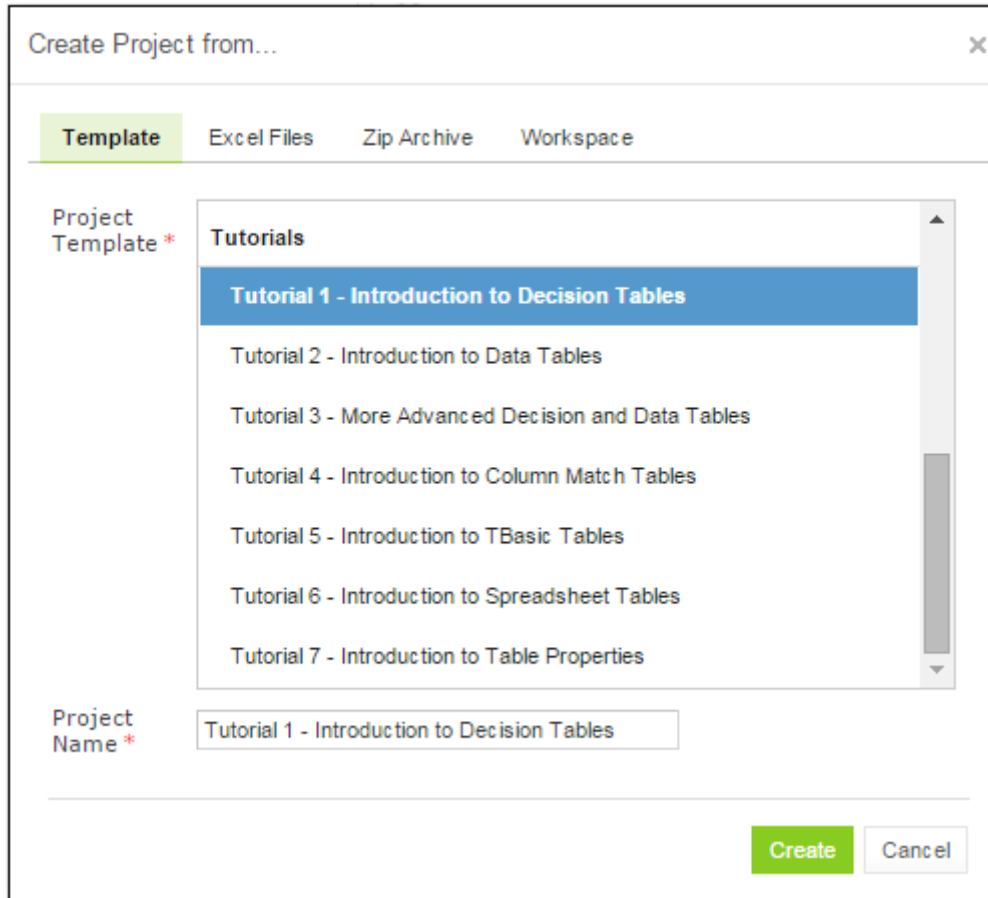 Create Project from...
Template Excel Files Zip Archive Workspace
Project
Template *
Tutorials
Tutorial 1 - Introduction to Decision Tables
Tutorial 2 - Introduction to Data Tables
Tutorial 3 - More Advanced Decision and Data Tables
Tutorial 4 - Introduction to Column Match Tables
Tutorial 5 - Introduction to TBasic Tables
Tutorial 6 - Introduction to Spreadsheet Tables
Tutorial 7 - Introduction to Table Properties
Project
Name *
Tutorial 1 - Introduction to Decision Tables
Create Cancel